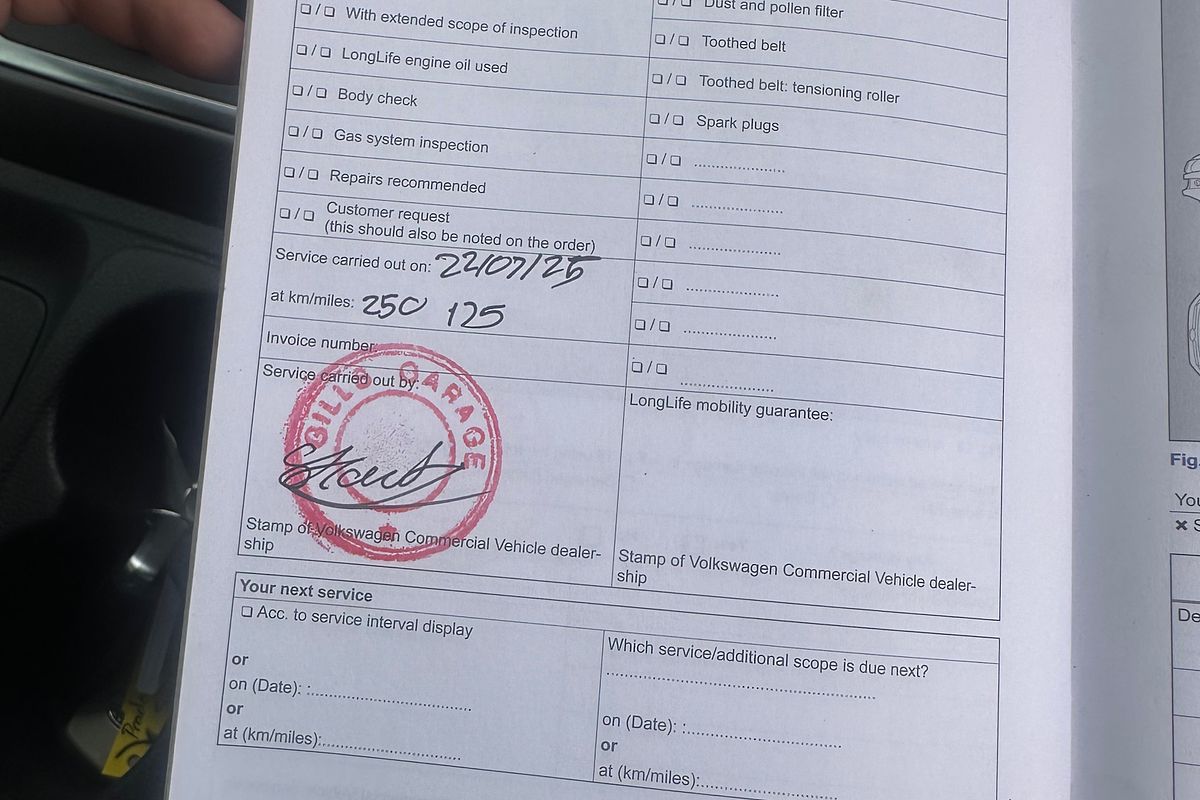 ❏ / ❏ With extended scope of inspection
❏ / ❏ LongLife engine oil used
❏ / ❏ Body check
❏ / ❏ Gas system inspection
❏ / ❏ Repairs recommended
❏ / ❏ Customer request
(this should also be noted on the order)
Service carried out on: 22/07/25
at km/miles: 250 125
Invoice number:
Service carried out by:
GILLS GARAGE
Stamp of Volkswagen Commercial Vehicle dealer-
ship
❏ / ❏ Dust and pollen filter
❏ / ❏ Toothed belt
❏ / ❏ Toothed belt: tensioning roller
❏ / ❏ Spark plugs
❏ / ❏ ......................
❏ / ❏ ......................
❏ / ❏ ......................
❏ / ❏ ......................
❏ / ❏ ......................
❏ / ❏ ......................
LongLife mobility guarantee:
Stamp of Volkswagen Commercial Vehicle dealer-
ship
Your next service
❏ Acc. to service interval display
or
on (Date): :......................................
or
at (km/miles):.................................
Which service/additional scope is due next?
................................................................
on (Date): :.....................................
or
at (km/miles):.................................
Fig.
You
De